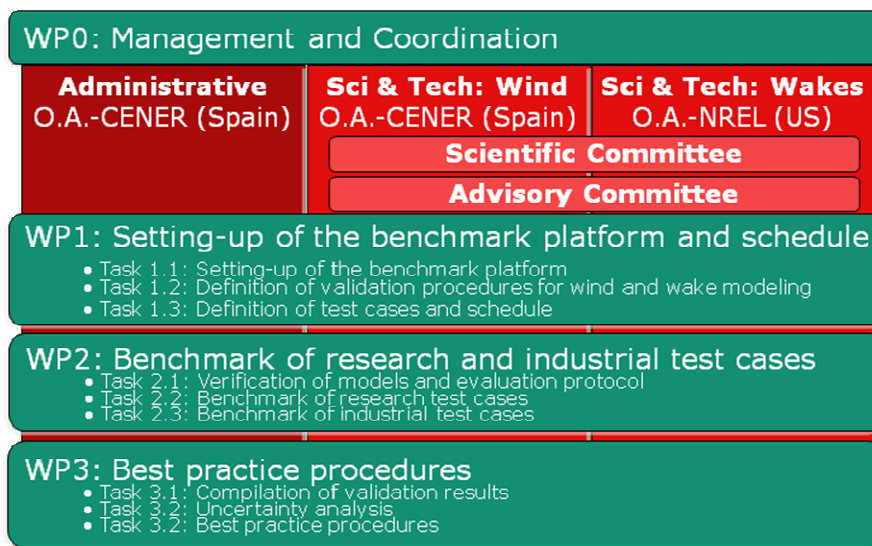 WP0: Management and Coordination
Administrative
O.A.-CENER (Spain)
Sci & Tech: Wind
O.A.-CENER (Spain)
Sci & Tech: Wakes
O.A.-NREL (US)
Scientific Committee
Advisory Committee
WP1: Setting-up of the benchmark platform and schedule
• Task 1.1: Setting-up of the benchmark platform
• Task 1.2: Definition of validation procedures for wind and wake modeling
• Task 1.3: Definition of test cases and schedule
WP2: Benchmark of research and industrial test cases
• Task 2.1: Verification of models and evaluation protocol
• Task 2.2: Benchmark of research test cases
• Task 2.3: Benchmark of industrial test cases
WP3: Best practice procedures
• Task 3.1: Compilation of validation results
• Task 3.2: Uncertainty analysis
• Task 3.2: Best practice procedures